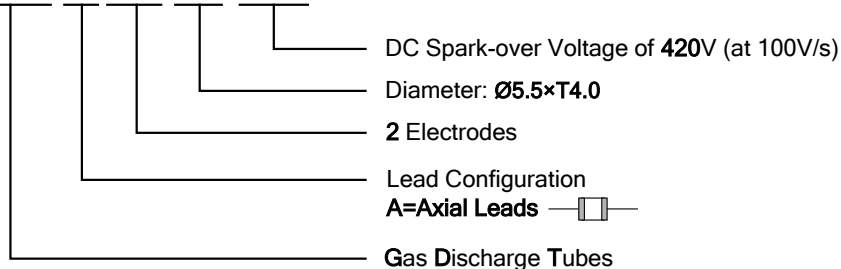 DC Spark-over Voltage of 420V (at 100V/s)
Diameter: Ø5.5×T4.0
2 Electrodes
Lead Configuration
A=Axial Leads
Gas Discharge Tubes